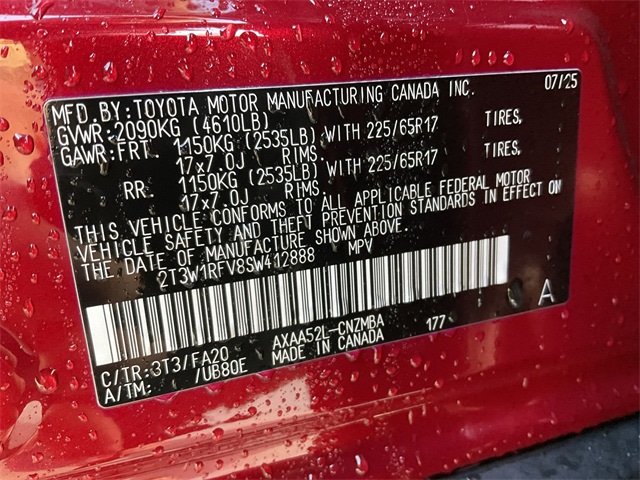 MFD.BY:TOYOTA MOTOR MANUFACTURING CANADA INC. 07/25
GVWR:2090KG (4610LB)
GAWR:FRT. 1150KG (2535LB) WITH 225/65R17 TIRES,
17x7.0J RIMS.
RR. 1150KG (2535LB) WITH 225/65R17 TIRES,
17x7.0J RIMS.
THIS VEHICLE CONFORMS TO ALL APPLICABLE FEDERAL MOTOR
VEHICLE SAFETY AND THEFT PREVENTION STANDARDS IN EFFECT ON
THE DATE OF MANUFACTURE SHOWN ABOVE.
2T3W1RFV8SW412888 MPV
A
C/TR:3T3/FA20 AXAA52L-CNZMBA 177
A/TM: /UB80E MADE IN CANADA